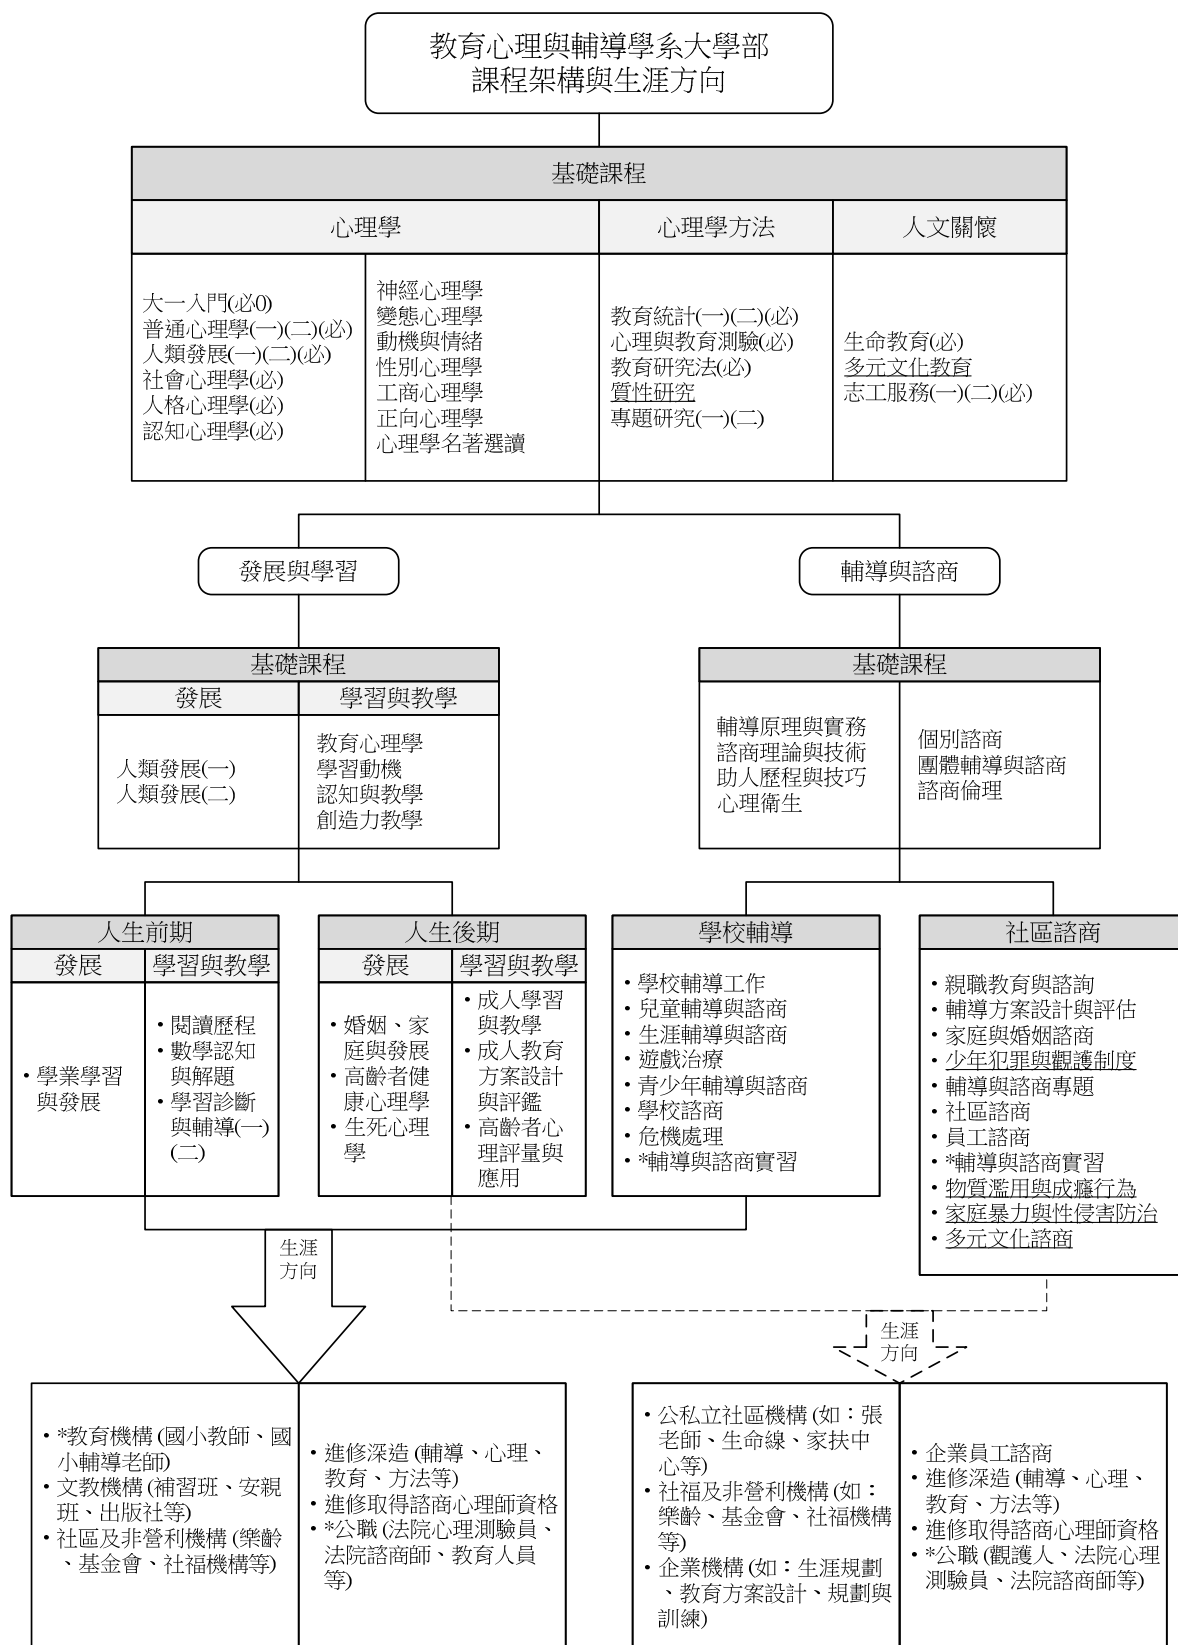 教育心理與輔導學系大學部
課程架構與生涯方向
基礎課程
心理學
心理學方法
人文關懷
大一入門(必0)
普通心理學(一)(二)(必)
人類發展(一)(二)(必)
社會心理學(必)
人格心理學(必)
認知心理學(必)
神經心理學
變態心理學
動機與情緒
性別心理學
工商心理學
正向心理學
心理學名著選讀
教育統計(一)(二)(必)
心理與教育測驗(必)
教育研究法(必)
質性研究
專題研究(一)(二)
生命教育(必)
多元文化教育
志工服務(一)(二)(必)
發展與學習
基礎課程
發展
學習與教學
人類發展(一)
人類發展(二)
教育心理學
學習動機
認知與教學
創造力教學
輔導與諮商
基礎課程
輔導原理與實務
諮商理論與技術
助人歷程與技巧
心理衛生
個別諮商
團體輔導與諮商
諮商倫理
人生前期
發展
學習與教學
•學業學習
與發展
•閱讀歷程
•數學認知
與解題
•學習診斷
與輔導(一)
(二)
人生後期
發展
學習與教學
•婚姻、家
庭與發展
•高齡者健
康心理學
•生死心理
學
•成人學習
與教學
•成人教育
方案設計
與評鑑
•高齡者心
理評量與
應用
學校輔導
•學校輔導工作
•兒童輔導與諮商
•生涯輔導與諮商
•遊戲治療
•青少年輔導與諮商
•學校諮商
•危機處理
•*輔導與諮商實習
社區諮商
•親職教育與諮詢
•輔導方案設計與評估
•家庭與婚姻諮商
•少年犯罪與觀護制度
•輔導與諮商專題
•社區諮商
•員工諮商
•*輔導與諮商實習
•物質濫用與成癮行為
•家庭暴力與性侵害防治
•多元文化諮商
生涯
方向
生涯
方向
•*教育機構 (國小教師、國
小輔導老師)
•文教機構 (補習班、安親
班、出版社等)
•社區及非營利機構 (樂齡
、基金會、社福機構等)
•進修深造 (輔導、心理、
教育、方法等)
•進修取得諮商心理師資格
•*公職 (法院心理測驗員、
法院諮商師、教育人員
等)
•公私立社區機構 (如：張
老師、生命線、家扶中
心等)
•社福及非營利機構 (如：
樂齡、基金會、社福機構
等)
•企業機構 (如：生涯規劃
、教育方案設計、規劃與
訓練)
•企業員工諮商
•進修深造 (輔導、心理、
教育、方法等)
•進修取得諮商心理師資格
•*公職 (觀護人、法院心理
測驗員、法院諮商師等)